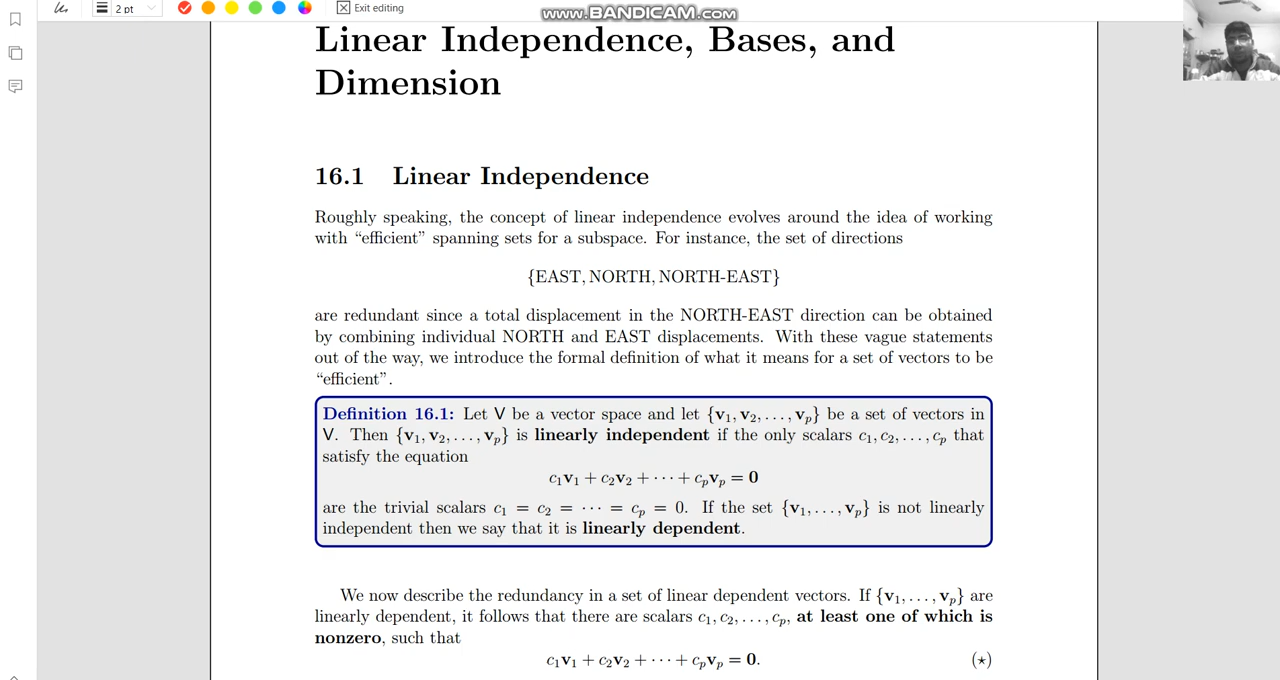 2 pt
Exit editing
www.BANDICAM.com
Linear Independence, Bases, and
Dimension
16.1 Linear Independence
Roughly speaking, the concept of linear independence evolves around the idea of working
with “efficient” spanning sets for a subspace. For instance, the set of directions
{EAST, NORTH, NORTH-EAST}
are redundant since a total displacement in the NORTH-EAST direction can be obtained
by combining individual NORTH and EAST displacements. With these vague statements
out of the way, we introduce the formal definition of what it means for a set of vectors to be
“efficient”.
Definition 16.1: Let V be a vector space and let {v₁, v₂, . . . , vₚ} be a set of vectors in
V. Then {v₁, v₂, . . . , vₚ} is linearly independent if the only scalars c₁, c₂, . . . , cₚ that
satisfy the equation
c₁v₁ + c₂v₂ + · · · + cₚvₚ = 0
are the trivial scalars c₁ = c₂ = · · · = cₚ = 0. If the set {v₁, . . . , vₚ} is not linearly
independent then we say that it is linearly dependent.
We now describe the redundancy in a set of linear dependent vectors. If {v₁, . . . , vₚ} are
linearly dependent, it follows that there are scalars c₁, c₂, . . . , cₚ, at least one of which is
nonzero, such that
c₁v₁ + c₂v₂ + · · · + cₚvₚ = 0. (⋆)